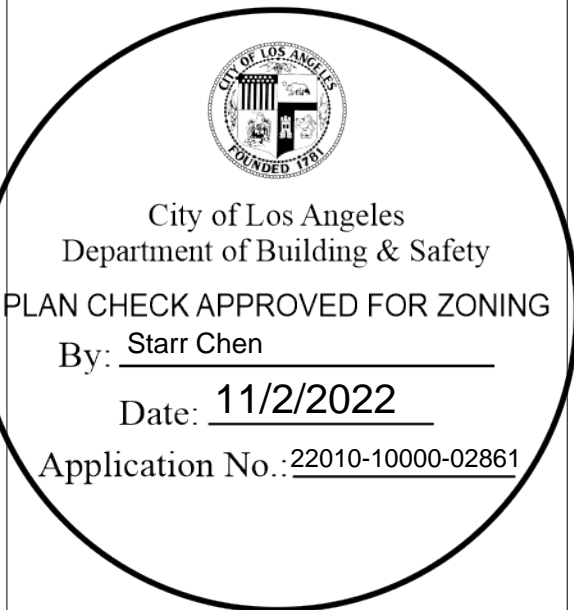 CITY OF LOS ANGELES
FOUNDED 1781
City of Los Angeles
Department of Building & Safety
PLAN CHECK APPROVED FOR ZONING
By: Starr Chen
Date: 11/2/2022
Application No.: 22010-10000-02861